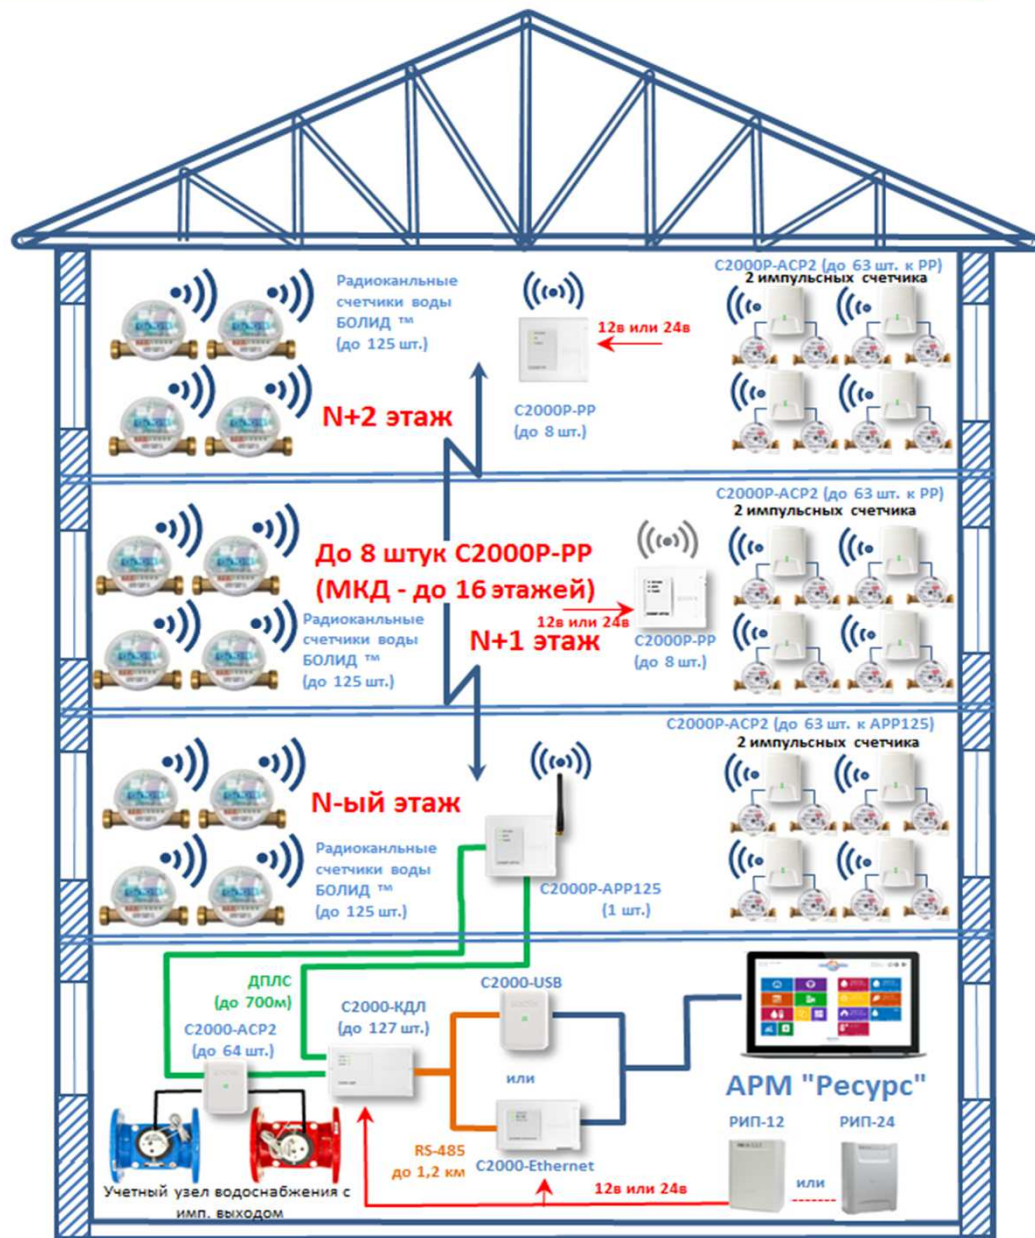 С2000Р-АСР2 (до 63 шт. к РР)
2 импульсных счетчика
Радиоканльные
счетчики воды
БОЛИД ™
(до 125 шт.)
12в или 24в
С2000Р-РР
(до 8 шт.)
N+2 этаж
С2000Р-АСР2 (до 63 шт. к РР)
2 импульсных счетчика
До 8 штук С2000Р-РР
(МКД - до 16 этажей)
12в или 24в
N+1 этаж
С2000Р-РР
(до 8 шт.)
Радиоканльные
счетчики воды
БОЛИД ™
(до 125 шт.)
С2000Р-АСР2 (до 63 шт. к АРР125)
2 импульсных счетчика
N-ый этаж
Радиоканльные
счетчики воды
БОЛИД ™
(до 125 шт.)
С2000Р-АРР125
(1 шт.)
ДПЛС
(до 700м)
С2000-АСР2
(до 64 шт.)
С2000-КДЛ
(до 127 шт.)
С2000-USB
или
С2000-Ethernet
RS-485
до 1,2 км
АРМ "Ресурс"
РИП-12
РИП-24
или
12в или 24в
Учетный узел водоснабжения с
имп. выходом